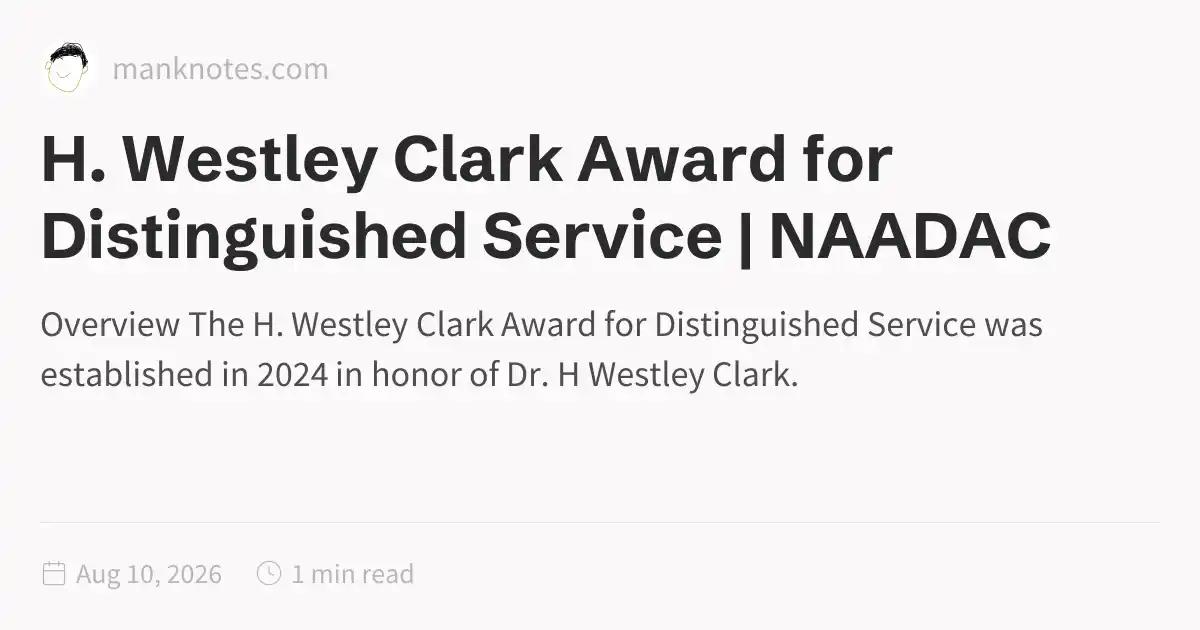 manknotes.com
H. Westley Clark Award for
Distinguished Service | NAADAC
Overview The H. Westley Clark Award for Distinguished Service was
established in 2024 in honor of Dr. H Westley Clark.
Aug 10, 2026 1 min read